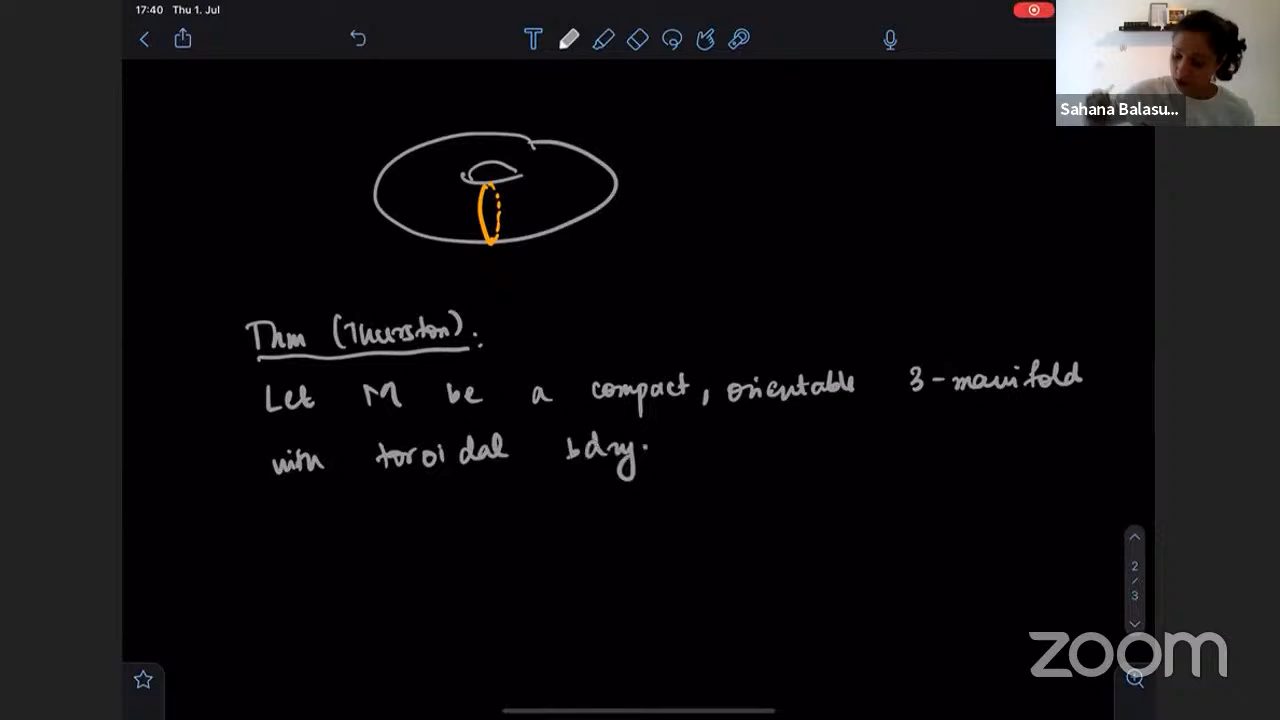 17:40 Thu 1. Jul
Sahana Balasu...
Thm (Thurston):
Let M be a compact, orientable 3-manifold
with toroidal bdry.
2
/
3
zoom